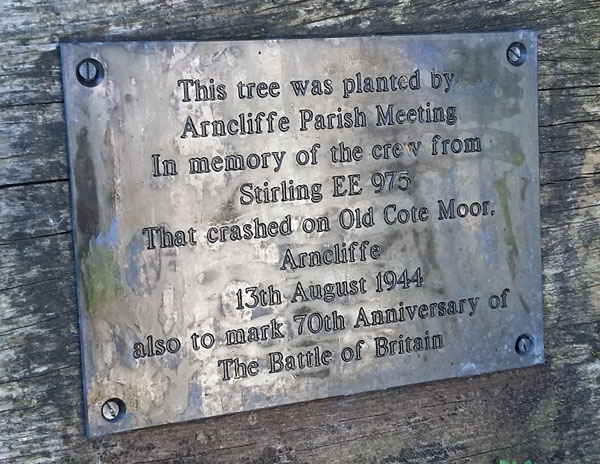 This tree was planted by
Arncliffe Parish Meeting
In memory of the crew from
Stirling EE 975
That crashed on Old Cote Moor.
Arncliffe
13th August 1944
also to mark 70th Anniversary of
The Battle of Britain